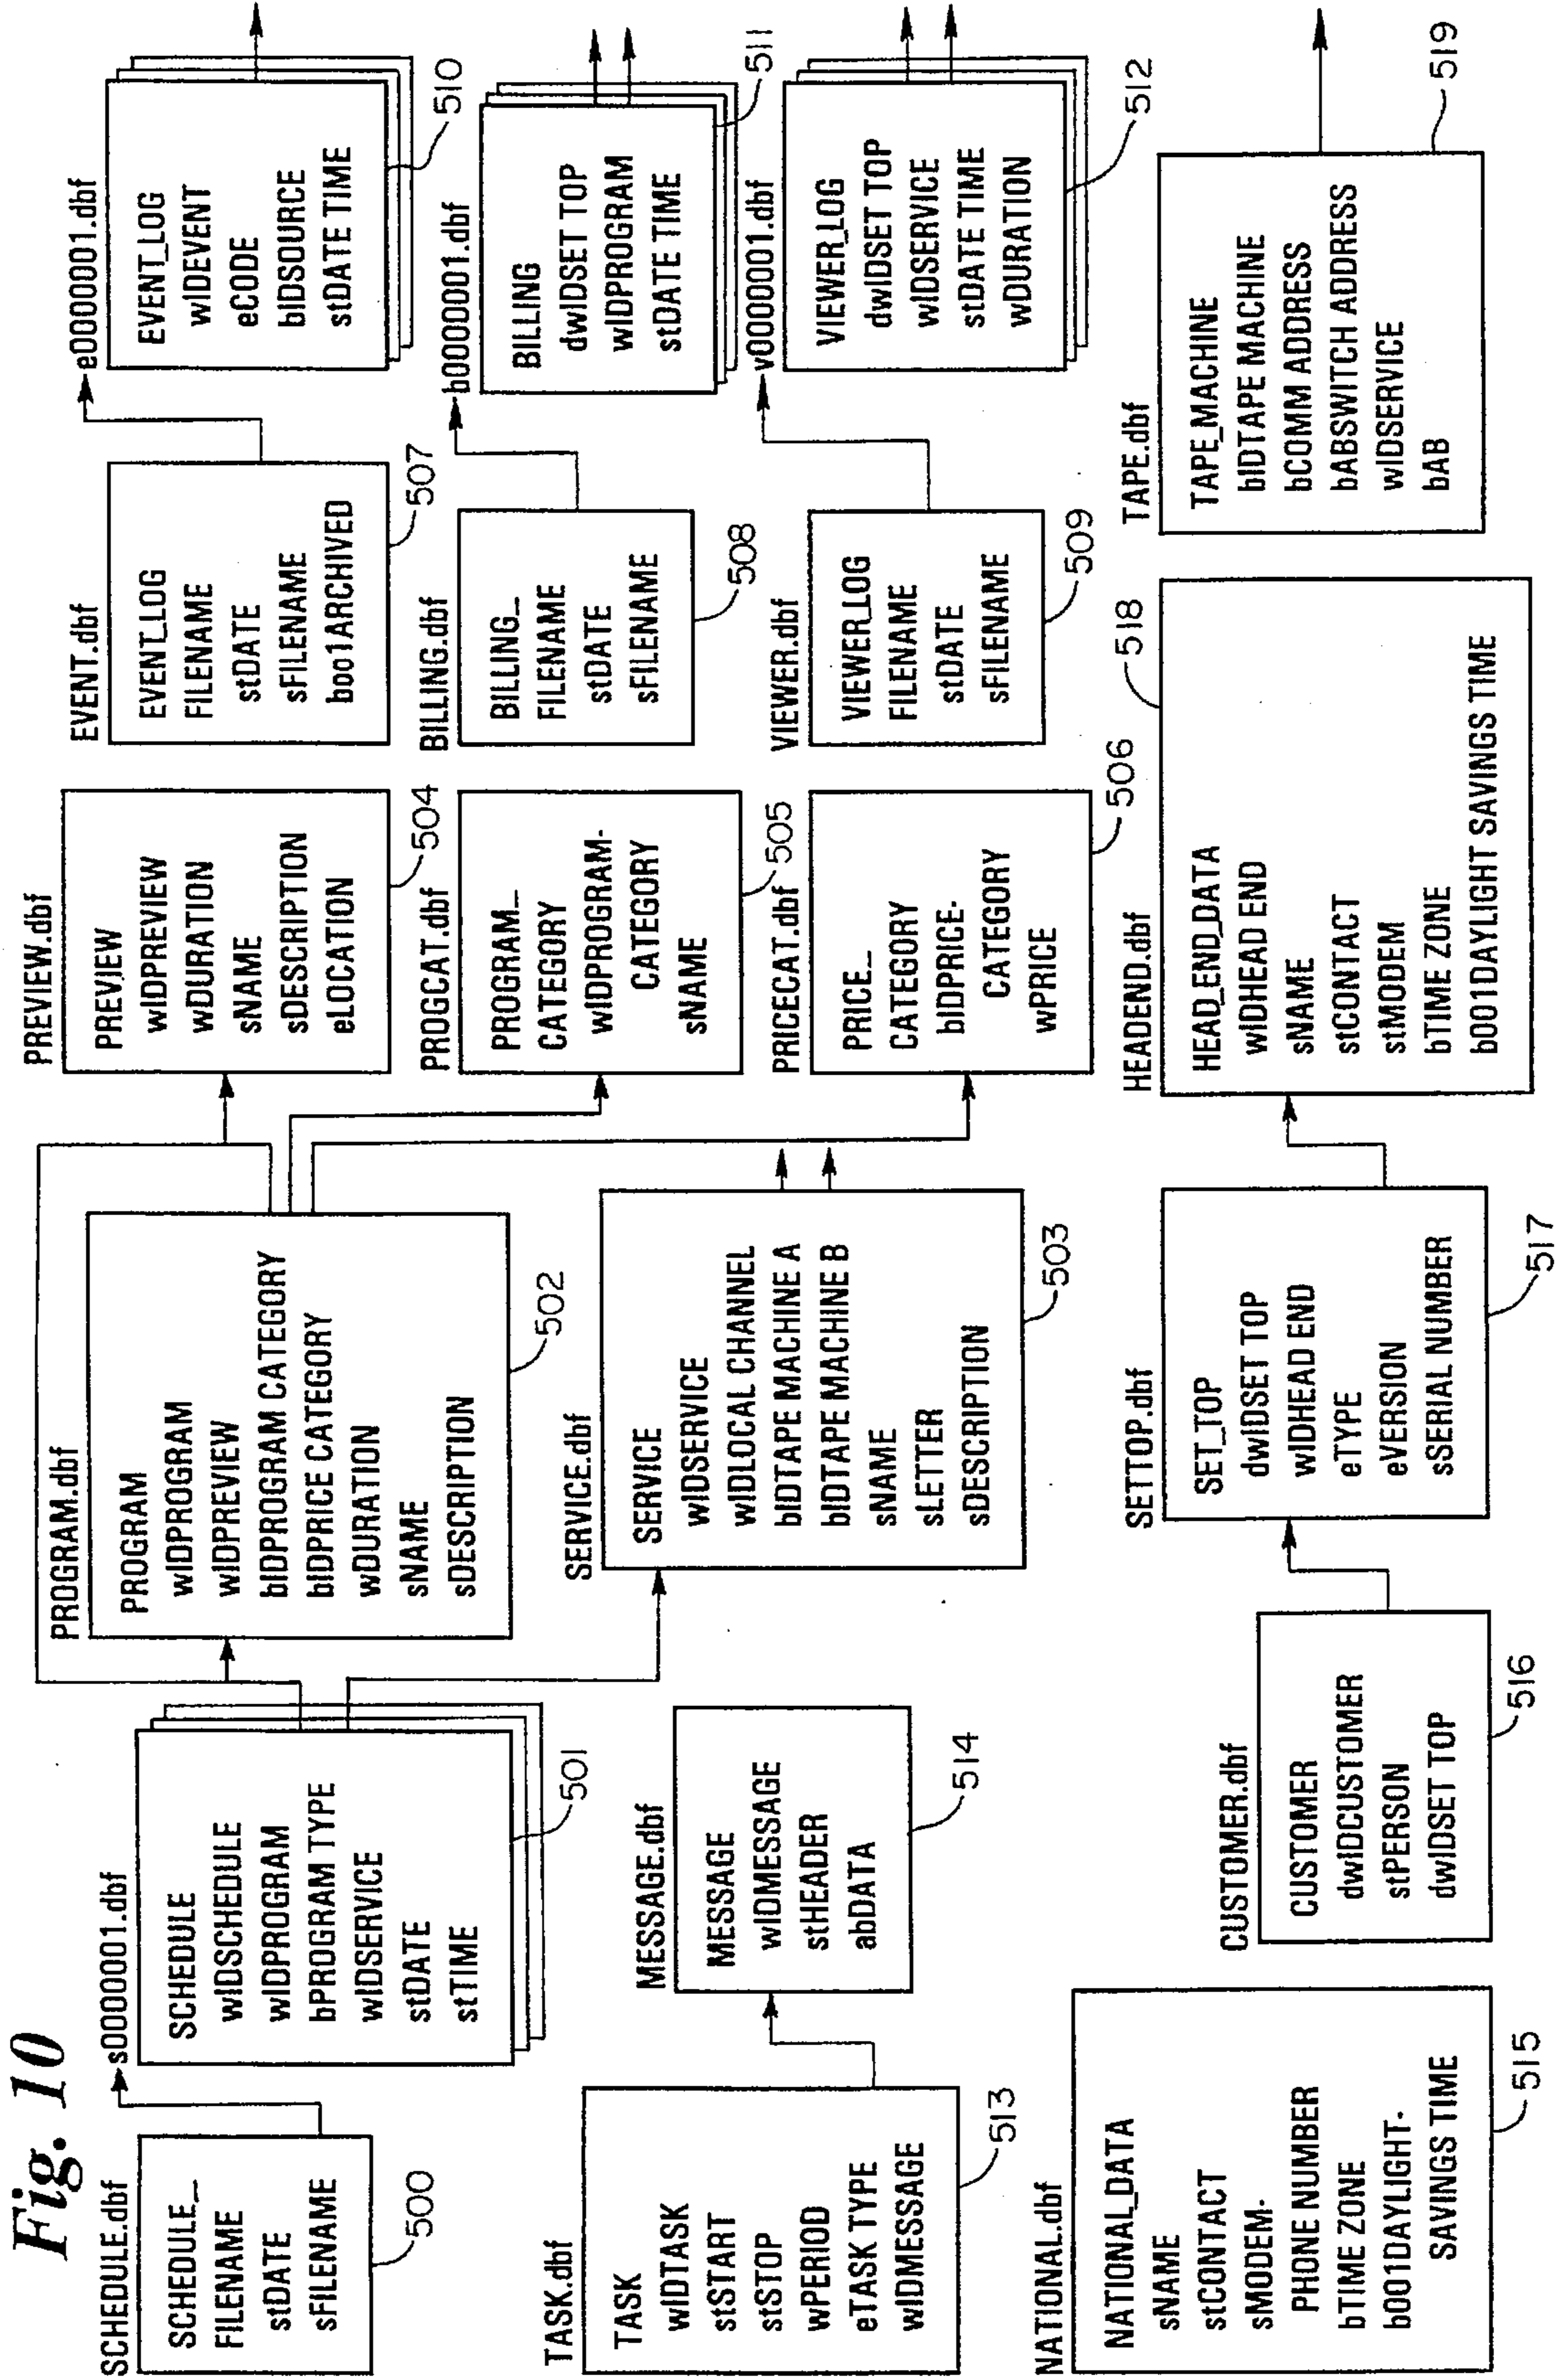 Fig. 10
SCHEDULE.dbf
SCHEDULE_
FILENAME
stDATE
sFILENAME
500
s0000001.dbf
SCHEDULE
wIDSCHEDULE
wIDPROGRAM
bPROGRAM TYPE
wIDSERVICE
stDATE
stTIME
501
PROGRAM.dbf
PROGRAM
wIDPROGRAM
wIDPREVIEW
bIDPROGRAM CATEGORY
bIDPRICE CATEGORY
wDURATION
sNAME
sDESCRIPTION
502
SERVICE.dbf
SERVICE
wIDSERVICE
wIDLOCAL CHANNEL
bIDTAPE MACHINE A
bIDTAPE MACHINE B
sNAME
sLETTER
sDESCRIPTION
503
PREVIEW.dbf
PREVIEW
wIDPREVIEW
wDURATION
sNAME
sDESCRIPTION
eLOCATION
504
PROGCAT.dbf
PROGRAM_
CATEGORY
wIDPROGRAM-
CATEGORY
sNAME
505
PRICECAT.dbf
PRICE_
CATEGORY
bIDPRICE-
CATEGORY
wPRICE
506
EVENT.dbf
EVENT_LOG
FILENAME
stDATE
sFILENAME
bo01ARCHIVED
507
BILLING.dbf
BILLING_
FILENAME
stDATE
sFILENAME
508
VIEWER.dbf
VIEWER_LOG
FILENAME
stDATE
sFILENAME
509
e0000001.dbf
EVENT_LOG
wIDEVENT
eCODE
bIDSOURCE
stDATE TIME
510
b0000001.dbf
BILLING
dwIDSET TOP
wIDPROGRAM
stDATE TIME
511
v0000001.dbf
VIEWER_LOG
dwIDSET TOP
wIDSERVICE
stDATE TIME
wDURATION
512
TASK.dbf
TASK
wIDTASK
stSTART
stSTOP
wPERIOD
eTASK TYPE
wIDMESSAGE
513
MESSAGE.dbf
MESSAGE
wIDMESSAGE
stHEADER
abDATA
514
NATIONAL.dbf
NATIONAL_DATA
sNAME
stCONTACT
sMODEM-
PHONE NUMBER
bTIME ZONE
b001DAYLIGHT-
SAVINGS TIME
515
CUSTOMER.dbf
CUSTOMER
dwIDCUSTOMER
stPERSON
dwIDSET TOP
516
SETTOP.dbf
SET_TOP
dwIDSET TOP
wIDHEAD END
eTYPE
eVERSION
sSERIAL NUMBER
517
HEADEND.dbf
HEAD_END_DATA
wIDHEAD END
sNAME
stCONTACT
stMODEM
bTIME ZONE
b001DAYLIGHT SAVINGS TIME
518
TAPE.dbf
TAPE_MACHINE
bIDTAPE MACHINE
bCOMM ADDRESS
bABSWITCH ADDRESS
wIDSERVICE
bAB
519